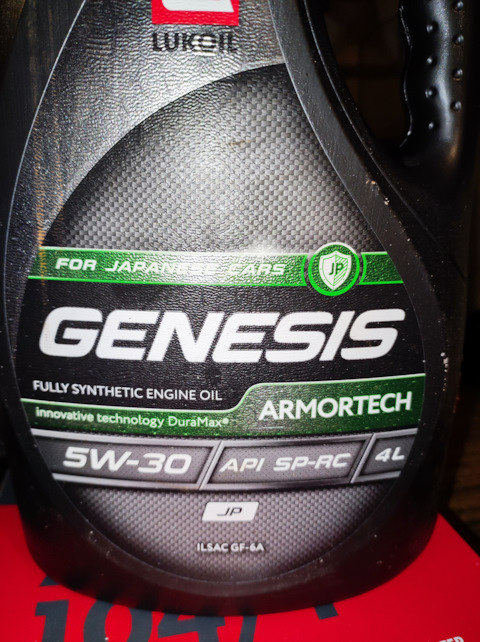 LUKOIL
FOR JAPANESE CARS JP
GENESIS
FULLY SYNTHETIC ENGINE OIL
innovative technology DuraMax®
ARMORTECH
5W-30 API SP-RC 4L
JP
ILSAC GF-6A